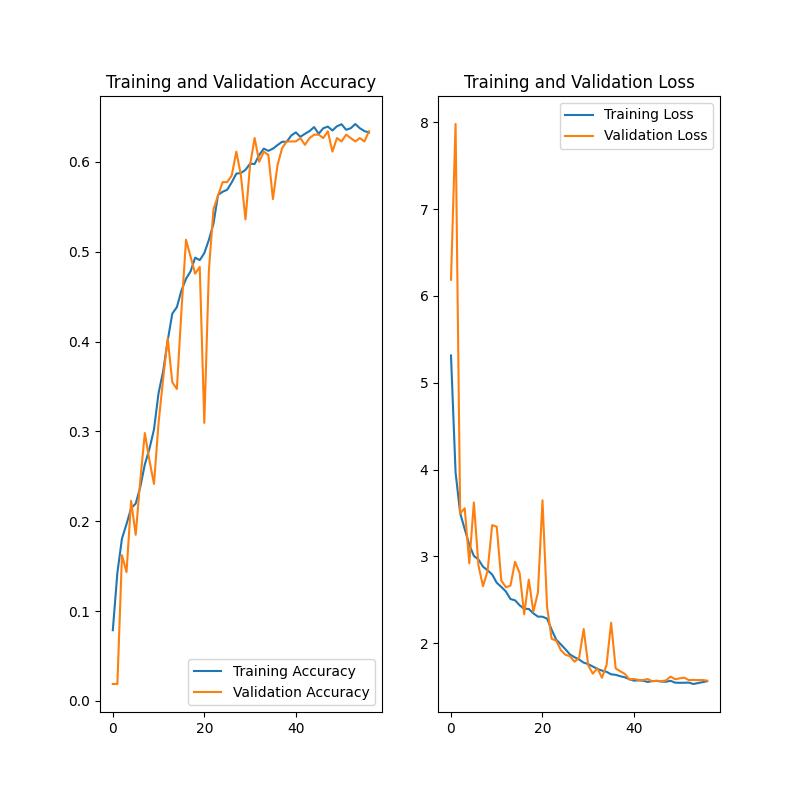 Training and Validation Accuracy
0.6
0.5
0.4
0.3
0.2
0.1
0.0
0 20 40
Training Accuracy
Validation Accuracy
Training and Validation Loss
8
7
6
5
4
3
2
0 20 40
Training Loss
Validation Loss